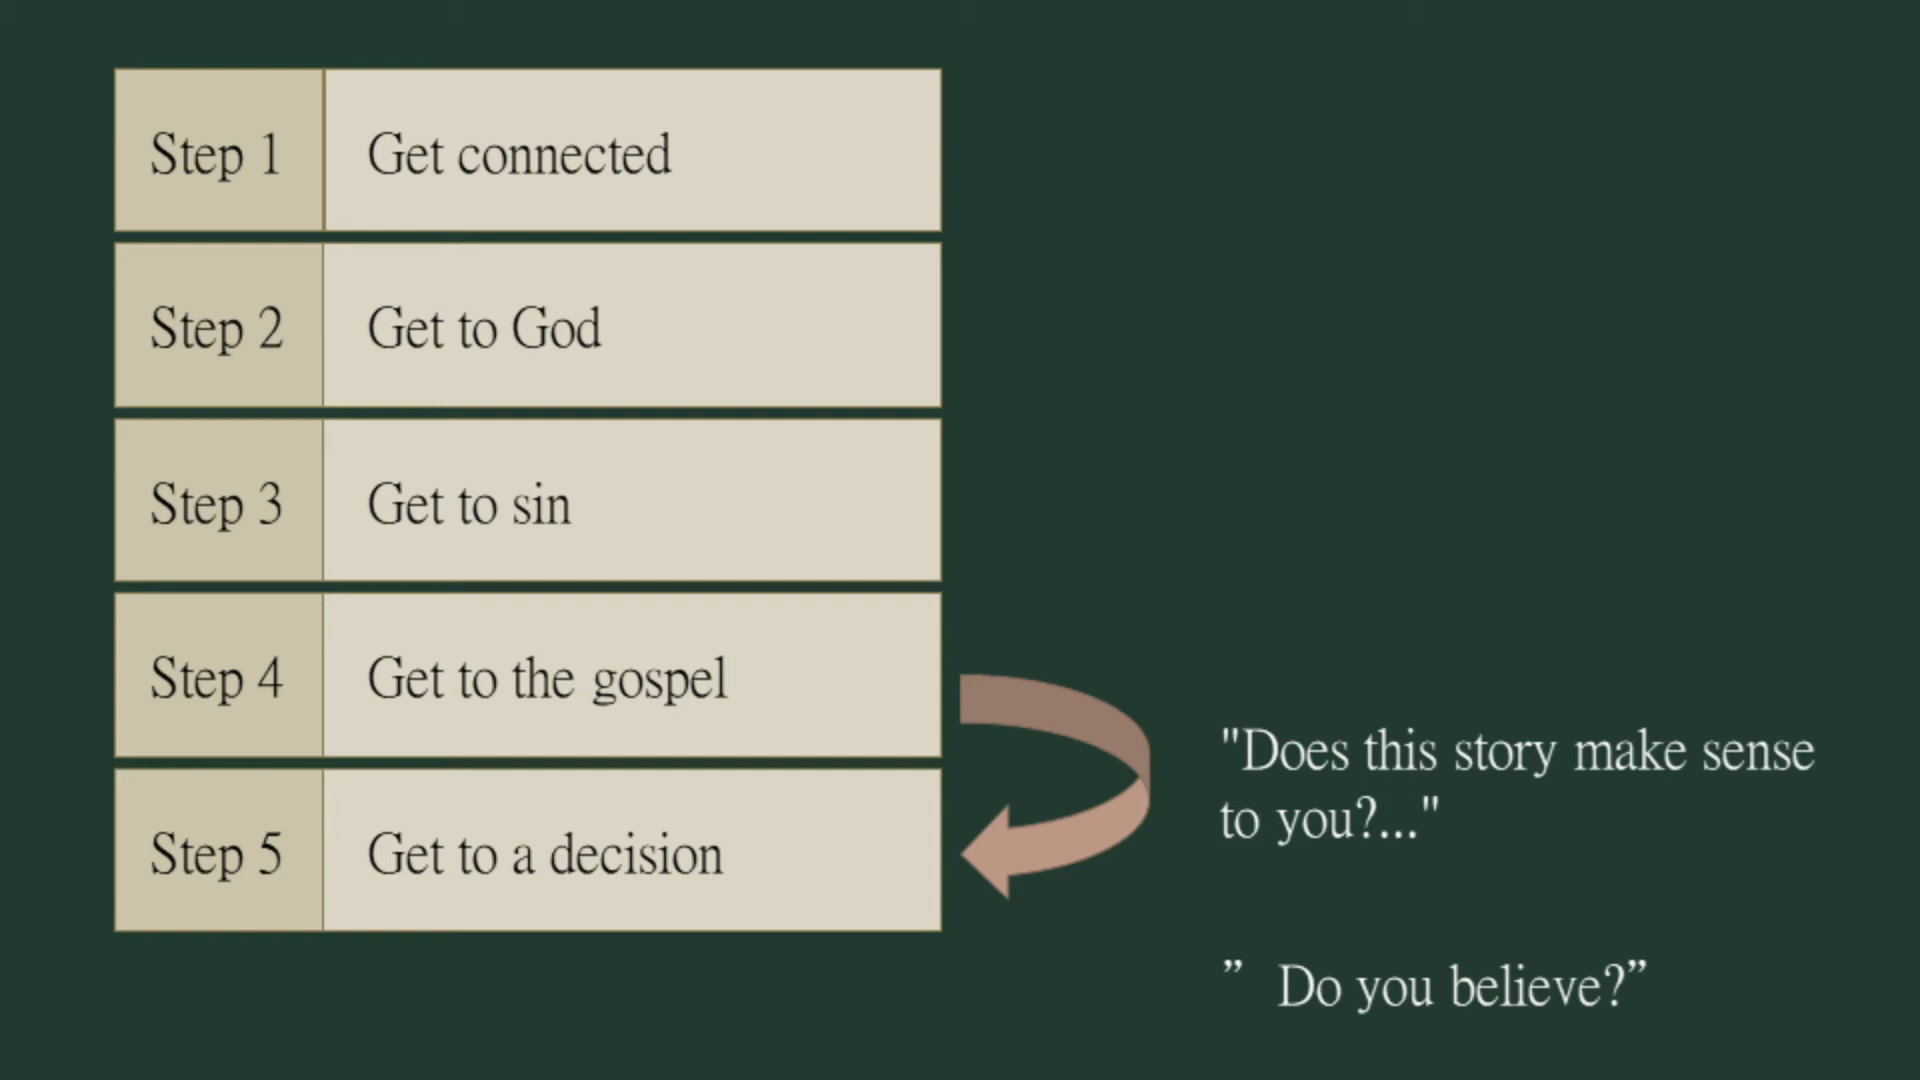 Step 1 Get connected
Step 2 Get to God
Step 3 Get to sin
Step 4 Get to the gospel
Step 5 Get to a decision
"Does this story make sense
to you?..."
” Do you believe?”